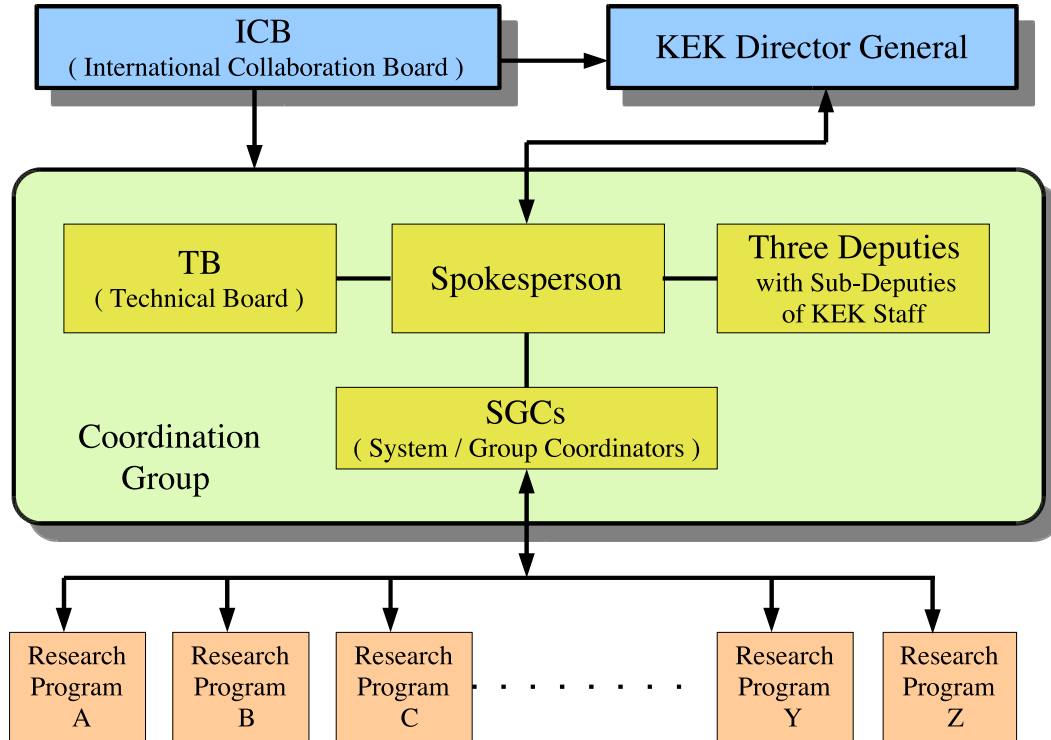 ICB
( International Collaboration Board )
KEK Director General
TB
( Technical Board )
Spokesperson
Three Deputies
with Sub-Deputies
of KEK Staff
SGCs
( System / Group Coordinators )
Coordination
Group
Research
Program
A
Research
Program
B
Research
Program
C
. . . . . . . . .
Research
Program
Y
Research
Program
Z